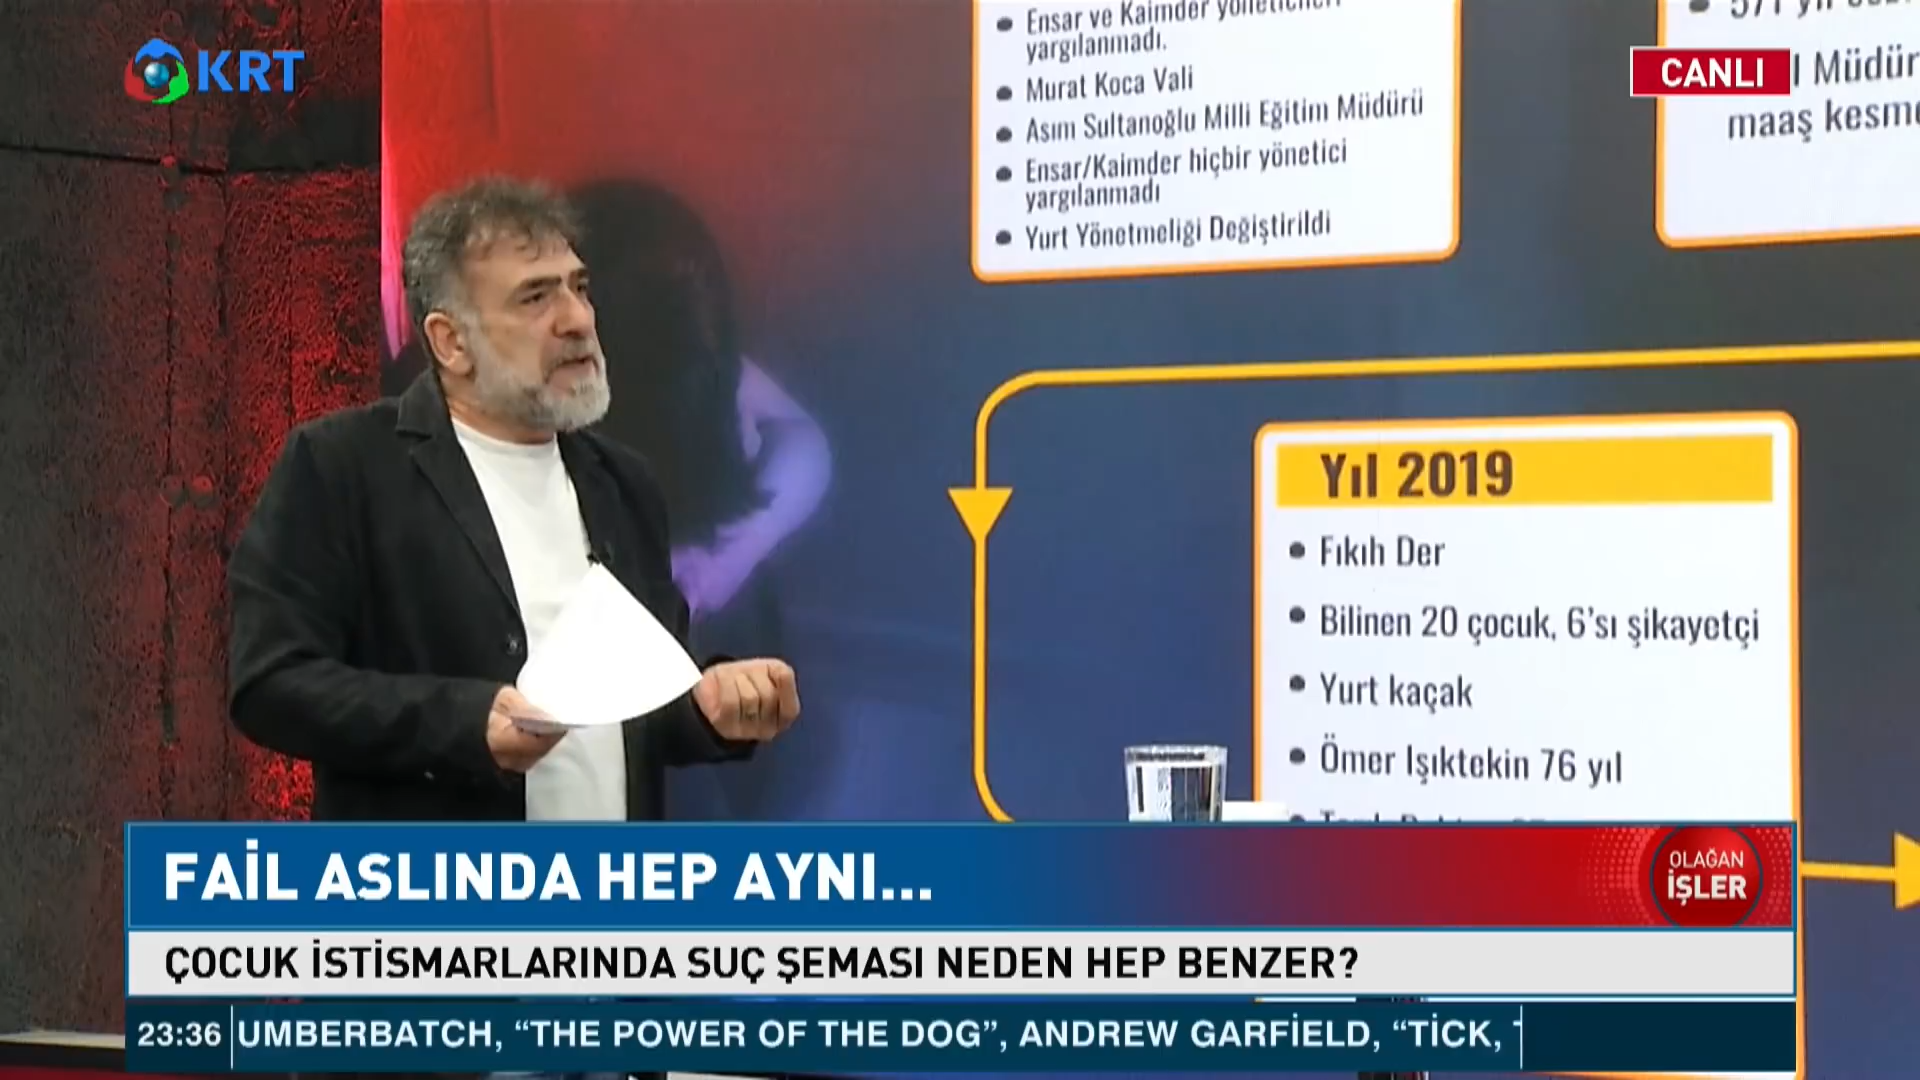 KRT
CANLI
Ensar ve Kaimder yöneticileri
yargılanmadı.
Murat Koca Vali
Asım Sultanoğlu Milli Eğitim Müdürü
Ensar/Kaimder hiçbir yönetici
yargılanmadı
Yurt Yönetmeliği Değiştirildi
571 yıl
Müdür
maaş kesme
Yıl 2019
Fıkıh Der
Bilinen 20 çocuk, 6'sı şikayetçi
Yurt kaçak
Ömer Işıktekin 76 yıl
FAİL ASLINDA HEP AYNI...
OLAĞAN
İŞLER
ÇOCUK İSTİSMARLARINDA SUÇ ŞEMASI NEDEN HEP BENZER?
23:36 UMBERBATCH, “THE POWER OF THE DOG”, ANDREW GARFİELD, “TİCK,